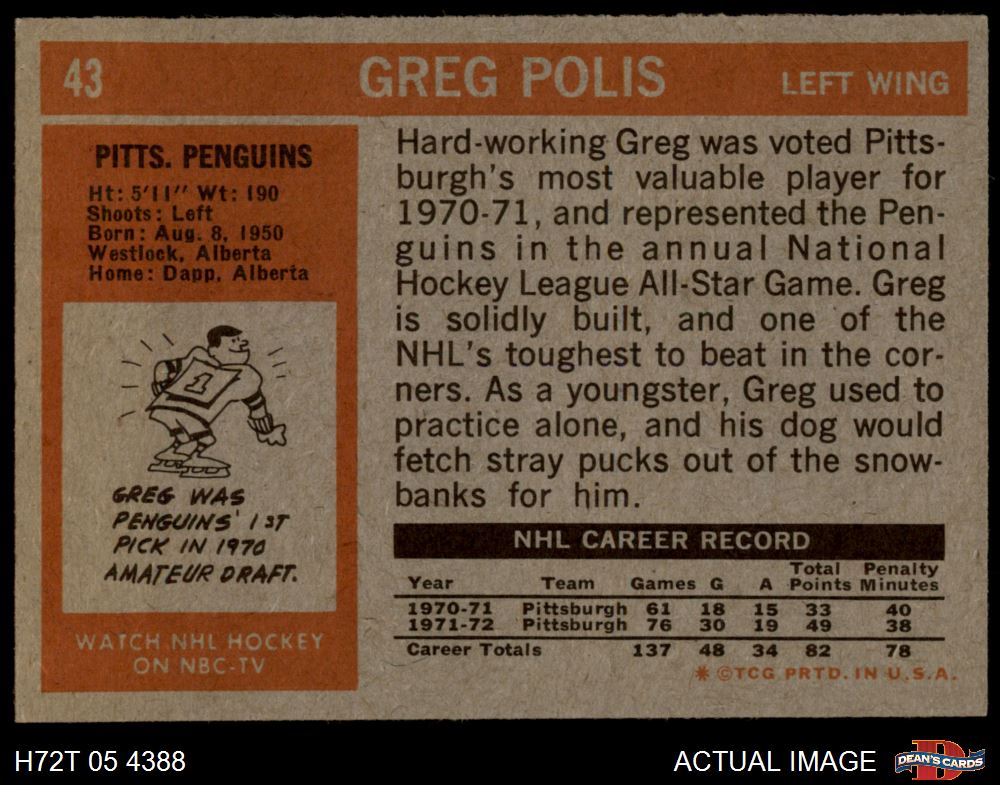 43 GREG POLIS LEFT WING
PITTS. PENGUINS
Ht: 5'11" Wt: 190
Shoots: Left
Born: Aug. 8, 1950
Westlock, Alberta
Home: Dapp, Alberta
1
GREG WAS
PENGUINS' 1ST
PICK IN 1970
AMATEUR DRAFT.
WATCH NHL HOCKEY
ON NBC-TV
Hard-working Greg was voted Pitts-
burgh's most valuable player for
1970-71, and represented the Pen-
guins in the annual National
Hockey League All-Star Game. Greg
is solidly built, and one of the
NHL's toughest to beat in the cor-
ners. As a youngster, Greg used to
practice alone, and his dog would
fetch stray pucks out of the snow-
banks for him.
NHL CAREER RECORD
Total Penalty
Year Team Games G A Points Minutes
1970-71 Pittsburgh 61 18 15 33 40
1971-72 Pittsburgh 76 30 19 49 38
Career Totals 137 48 34 82 78
* ©TCG PRTD. IN U.S.A.
H72T 05 4388 ACTUAL IMAGE DEAN'S CARDS